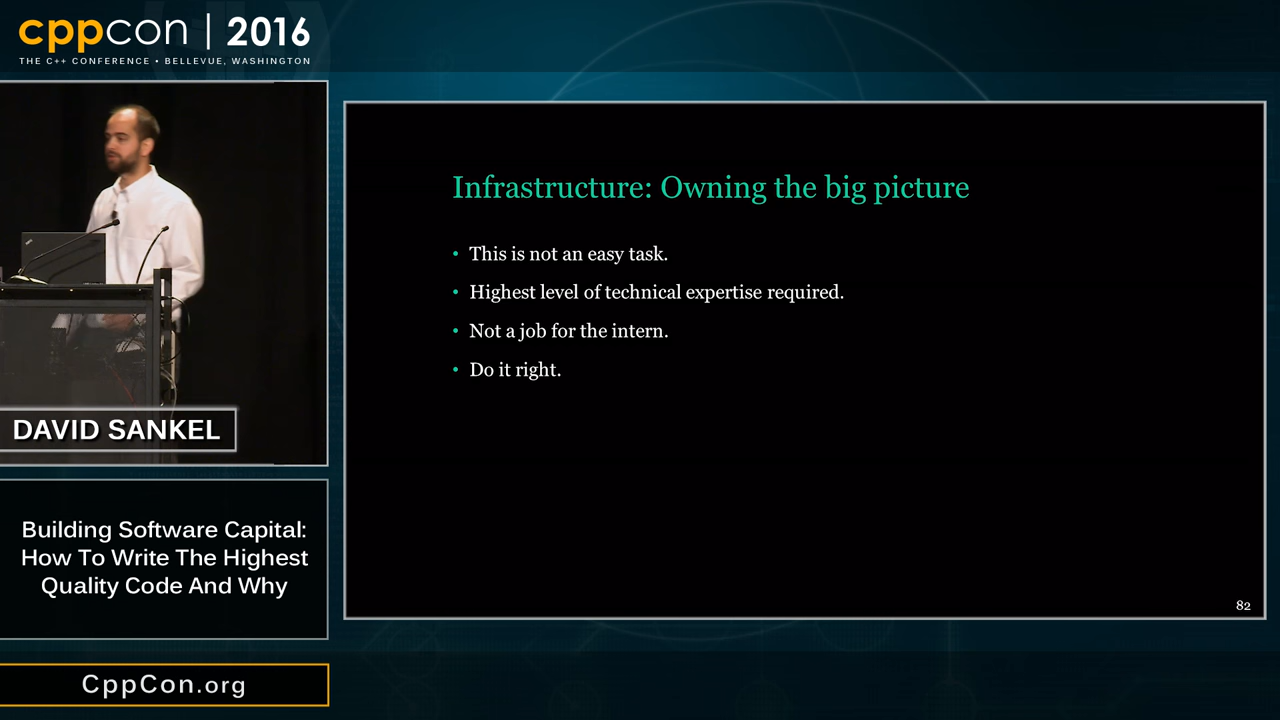 cppcon | 2016
THE C++ CONFERENCE • BELLEVUE, WASHINGTON
DAVID SANKEL
Building Software Capital:
How To Write The Highest
Quality Code And Why
CppCon.org
Infrastructure: Owning the big picture
• This is not an easy task.
• Highest level of technical expertise required.
• Not a job for the intern.
• Do it right.
82